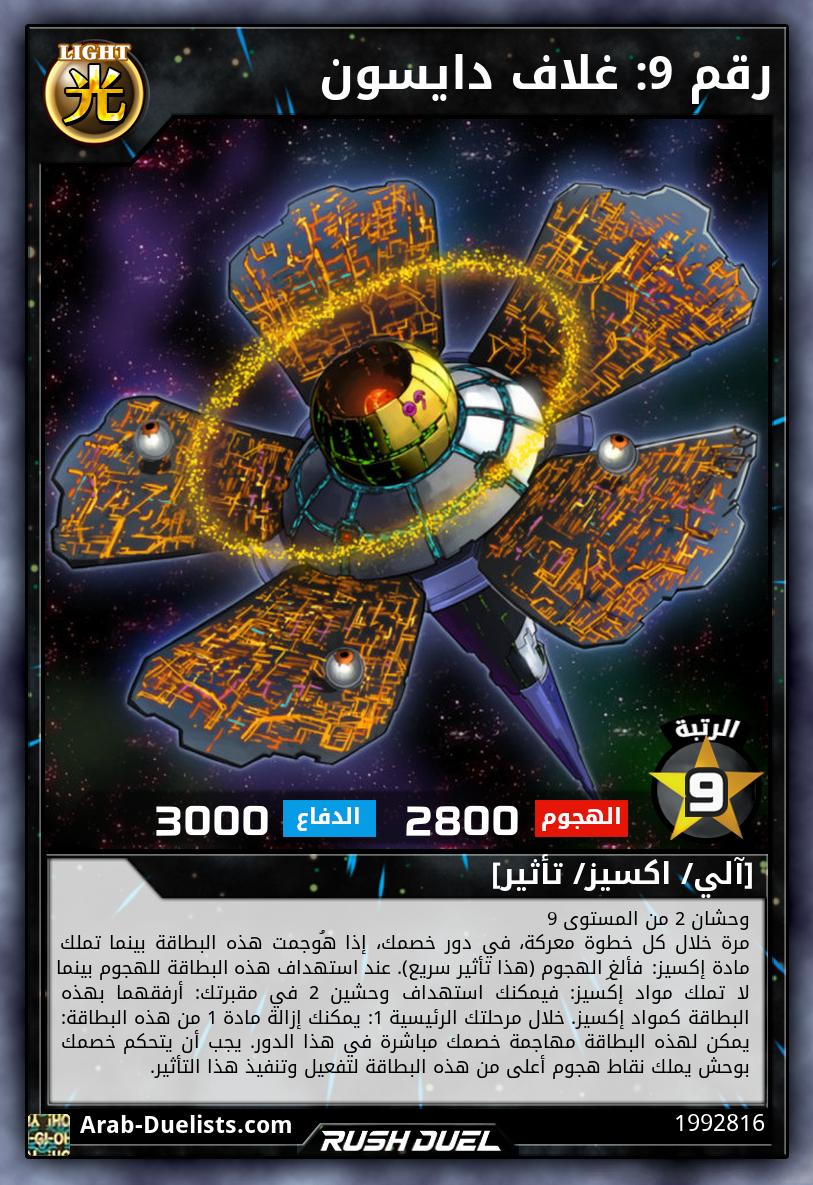 LIGHT
光
رقم 9: غلاف دايسون
09
الرتبة
9
الهجوم 2800 الدفاع 3000
[آلي/ اكسيز/ تأثير]
وحشان 2 من المستوى 9
مرة خلال كل خطوة معركة، في دور خصمك، إذا هُوجمت هذه البطاقة بينما تملك
مادة إكسيز: فألغِ الهجوم (هذا تأثير سريع). عند استهداف هذه البطاقة للهجوم بينما
لا تملك مواد إكسيز: فيمكنك استهداف وحشين 2 في مقبرتك: أرفقهما بهذه
البطاقة كمواد إكسيز. خلال مرحلتك الرئيسية 1: يمكنك إزالة مادة 1 من هذه البطاقة:
يمكن لهذه البطاقة مهاجمة خصمك مباشرة في هذا الدور. يجب أن يتحكم خصمك
بوحش يملك نقاط هجوم أعلى من هذه البطاقة لتفعيل وتنفيذ هذا التأثير.
Arab-Duelists.com
RUSH DUEL
1992816